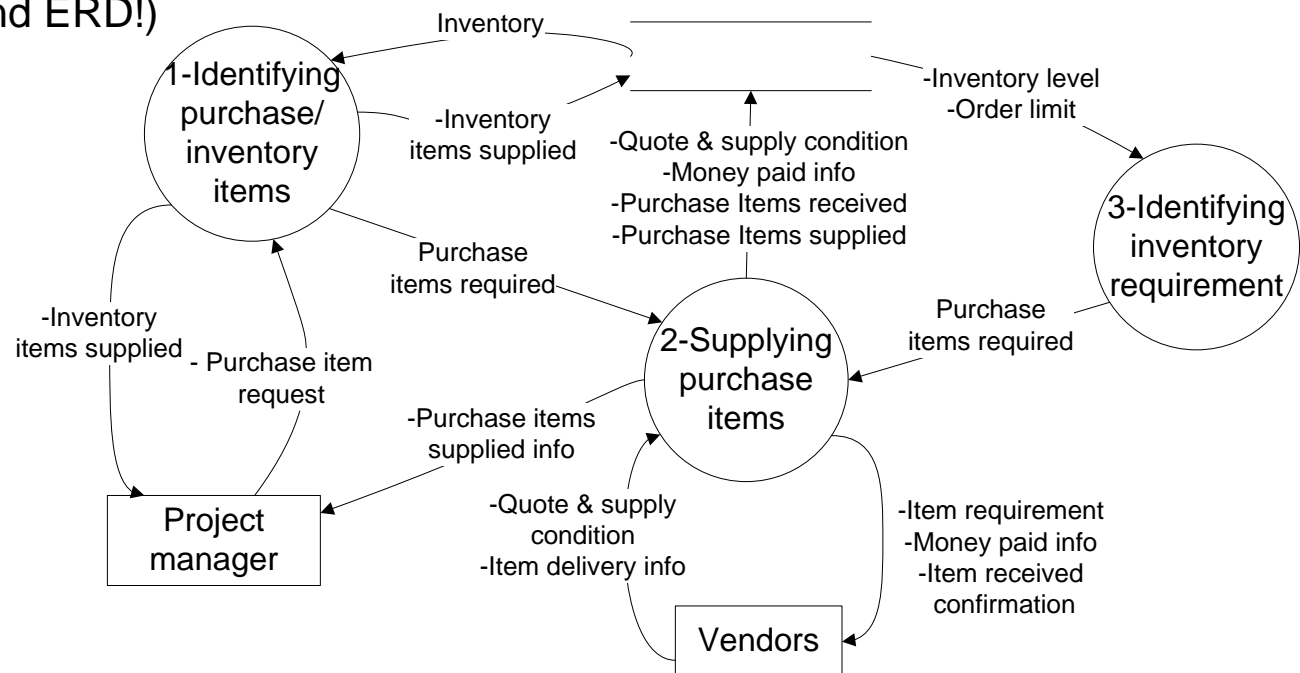 nd ERD!)
Inventory
1-Identifying
purchase/
inventory
items
-Inventory
items supplied
-Inventory level
-Order limit
-Quote & supply condition
-Money paid info
-Purchase Items received
-Purchase Items supplied
3-Identifying
inventory
requirement
Purchase
items required
-Inventory
items supplied
- Purchase item
request
2-Supplying
purchase
items
Purchase
items required
-Purchase items
supplied info
Project
manager
-Quote & supply
condition
-Item delivery info
-Item requirement
-Money paid info
-Item received
confirmation
Vendors